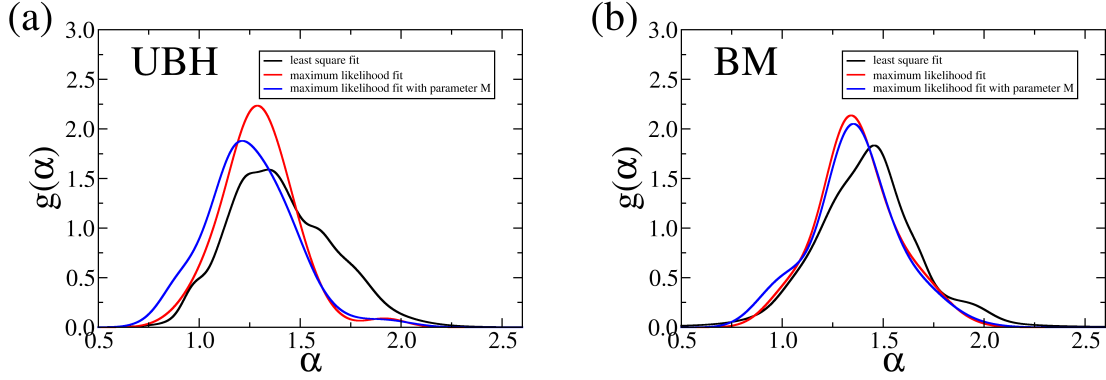 (a)
UBH
least square fit
maximum likelihood fit
maximum likelihood fit with parameter M
3.0
2.5
2.0
1.5
1.0
0.5
0.0
g(α)
0.5 1.0 1.5 2.0 2.5
α
(b)
BM
least square fit
maximum likelihood fit
maximum likelihood fit with parameter M
3.0
2.5
2.0
1.5
1.0
0.5
0.0
g(α)
0.5 1.0 1.5 2.0 2.5
α